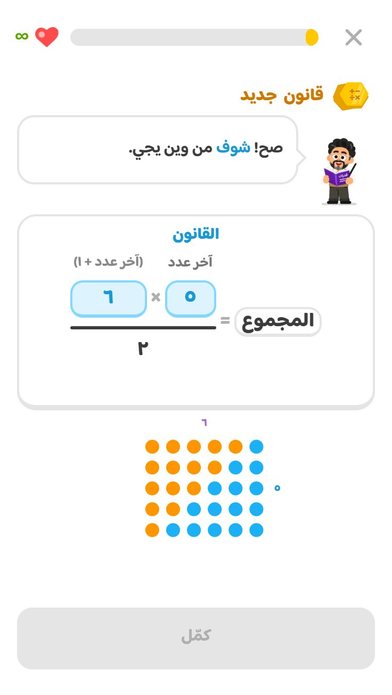 ∞
قانون جديد
صح! شوف من وين يجي.
القانون
آخر عدد (آخر عدد + ١)
المجموع = ٥ × ٦
٢
٦
٥
كمّل